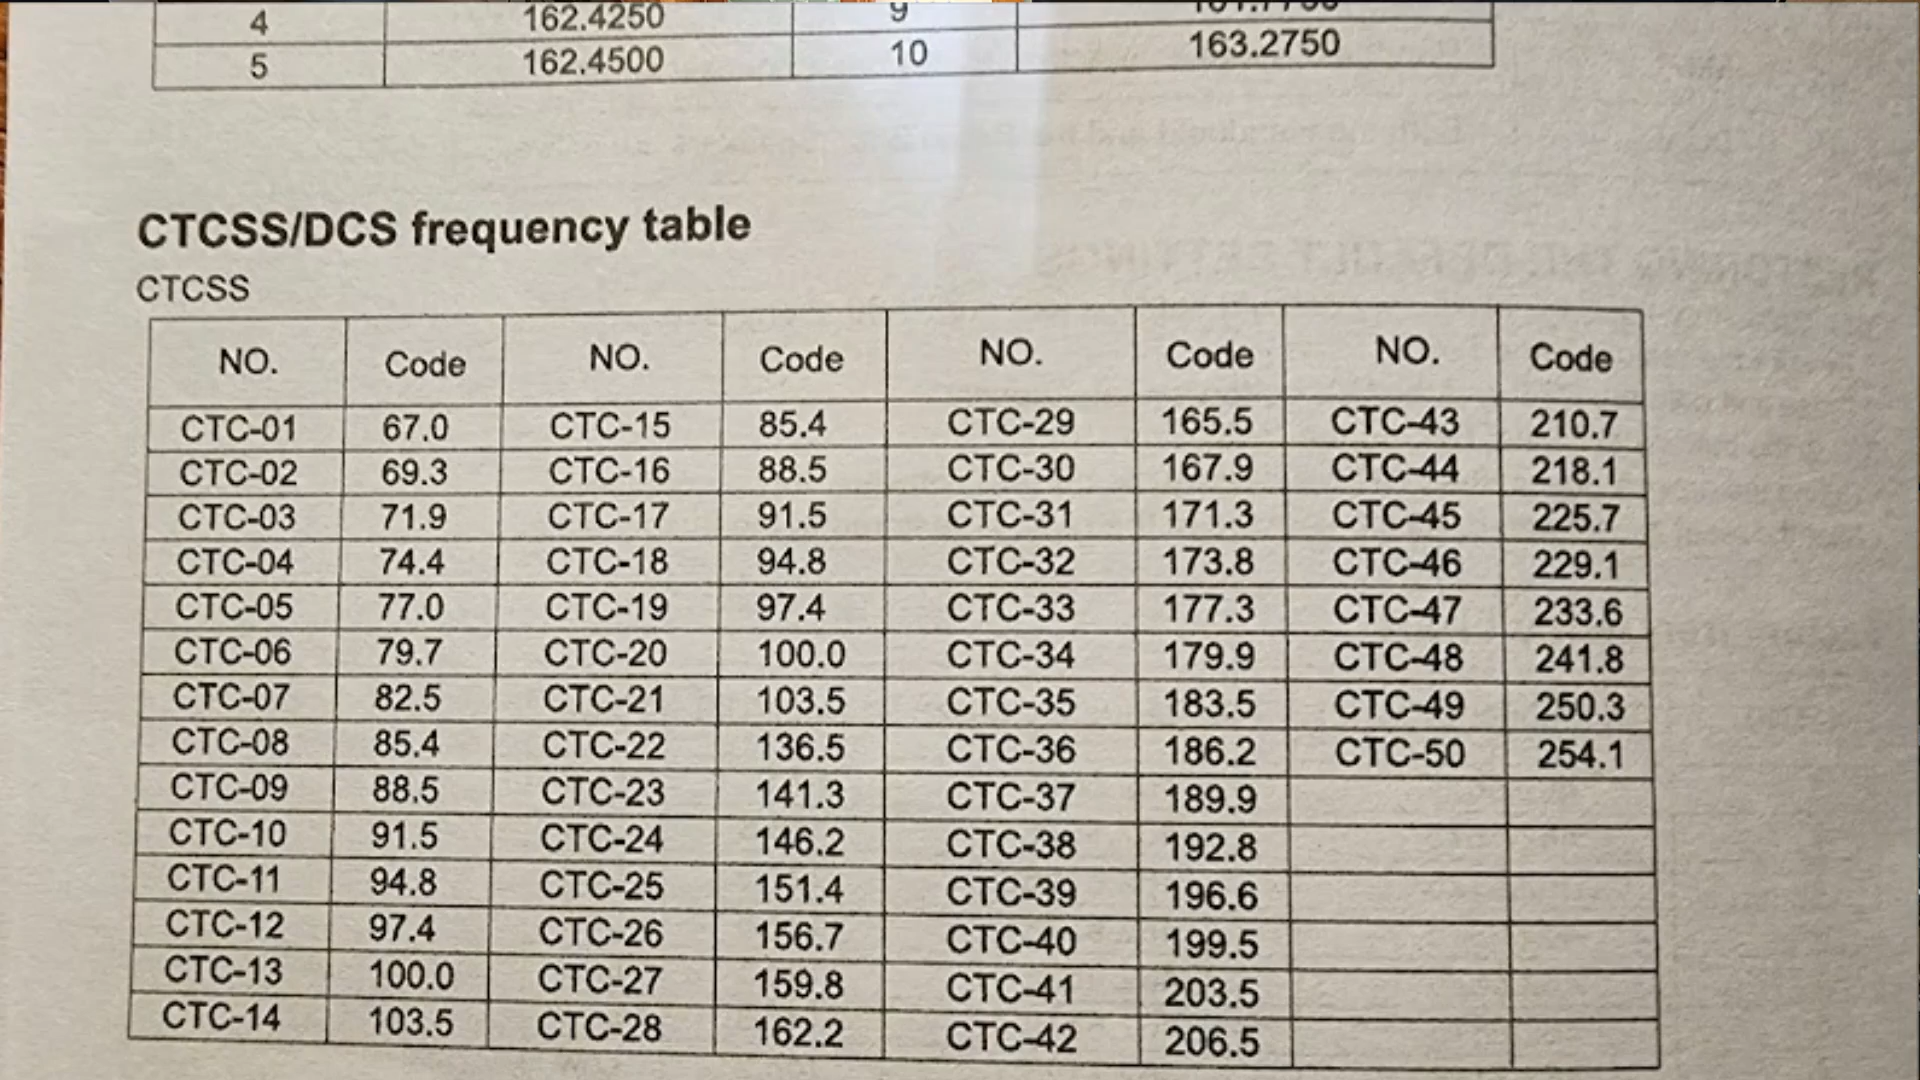 4 162.4250 9
5 162.4500 10 163.2750
CTCSS/DCS frequency table
CTCSS
NO. Code NO. Code NO. Code NO. Code
CTC-01 67.0 CTC-15 85.4 CTC-29 165.5 CTC-43 210.7
CTC-02 69.3 CTC-16 88.5 CTC-30 167.9 CTC-44 218.1
CTC-03 71.9 CTC-17 91.5 CTC-31 171.3 CTC-45 225.7
CTC-04 74.4 CTC-18 94.8 CTC-32 173.8 CTC-46 229.1
CTC-05 77.0 CTC-19 97.4 CTC-33 177.3 CTC-47 233.6
CTC-06 79.7 CTC-20 100.0 CTC-34 179.9 CTC-48 241.8
CTC-07 82.5 CTC-21 103.5 CTC-35 183.5 CTC-49 250.3
CTC-08 85.4 CTC-22 136.5 CTC-36 186.2 CTC-50 254.1
CTC-09 88.5 CTC-23 141.3 CTC-37 189.9
CTC-10 91.5 CTC-24 146.2 CTC-38 192.8
CTC-11 94.8 CTC-25 151.4 CTC-39 196.6
CTC-12 97.4 CTC-26 156.7 CTC-40 199.5
CTC-13 100.0 CTC-27 159.8 CTC-41 203.5
CTC-14 103.5 CTC-28 162.2 CTC-42 206.5